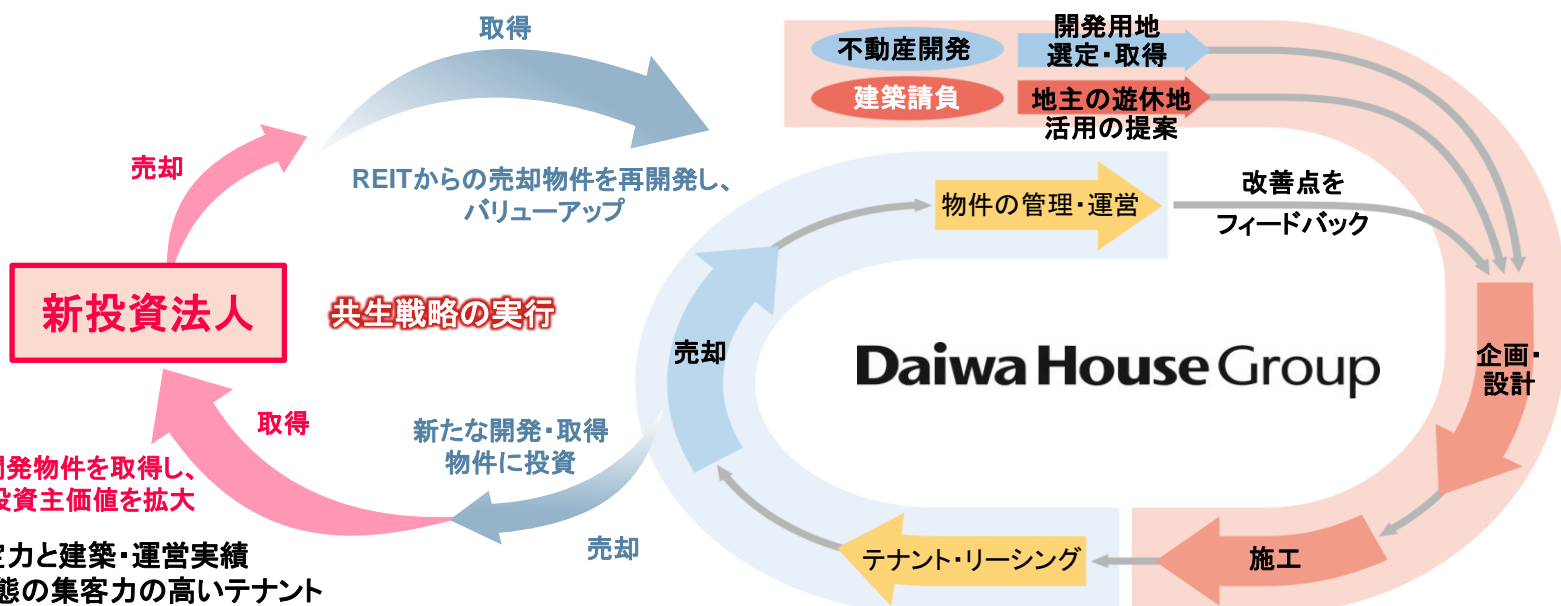 取得
売却
REITからの売却物件を再開発し、
バリューアップ
新投資法人
共生戦略の実行
取得
新たな開発・取得
物件に投資
発物件を取得し、
投資主価値を拡大
売却
力と建築・運営実績
態の集客力の高いテナント
不動産開発
開発用地
選定・取得
建築請負
地主の遊休地
活用の提案
物件の管理・運営
改善点を
フィードバック
売却
Daiwa House Group
企画・
設計
テナント・リーシング
施工